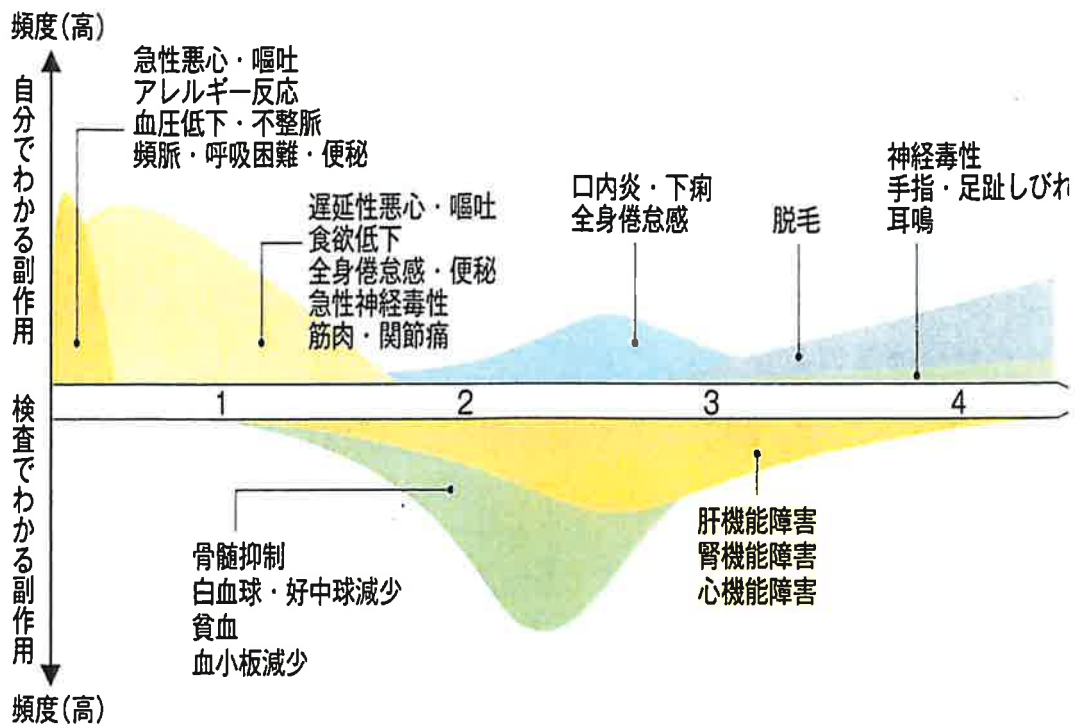 頻度(高)
自分でわかる副作用
急性悪心・嘔吐
アレルギー反応
血圧低下・不整脈
頻脈・呼吸困難・便秘
遅延性悪心・嘔吐
食欲低下
全身倦怠感・便秘
急性神経毒性
筋肉・関節痛
口内炎・下痢
全身倦怠感
脱毛
神経毒性
手指・足趾しびれ
耳鳴
1 2 3 4
検査でわかる副作用
骨髄抑制
白血球・好中球減少
貧血
血小板減少
肝機能障害
腎機能障害
心機能障害
頻度(高)